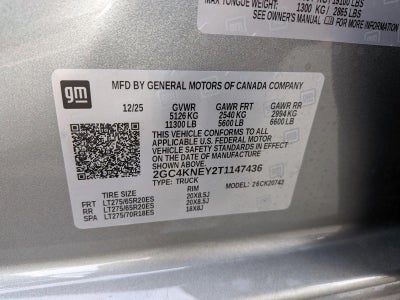 MAX TONGUE WEIGHT: 1300 KG / 2865 LBS
SEE OWNER'S MANUAL FOR MORE INFORMATION
gm
MFD BY GENERAL MOTORS OF CANADA COMPANY
12/25 GVWR GAWR FRT GAWR RR
5126 KG 2540 KG 2994 KG
11300 LB 5600 LB 6600 LB
THIS VEHICLE CONFORMS TO ALL
APPLICABLE U.S. FEDERAL MOTOR
VEHICLE SAFETY STANDARDS IN EFFECT ON THE
DATE OF MANUFACTURE SHOWN ABOVE.
2GC4KNEY2T1147436
TYPE: TRUCK MODEL: 26CK20743
TIRE SIZE RIM
FRT LT275/65R20ES 20X8.5J
RR LT275/65R20ES 20X8.5J
SPA LT275/70R18ES 18X8J